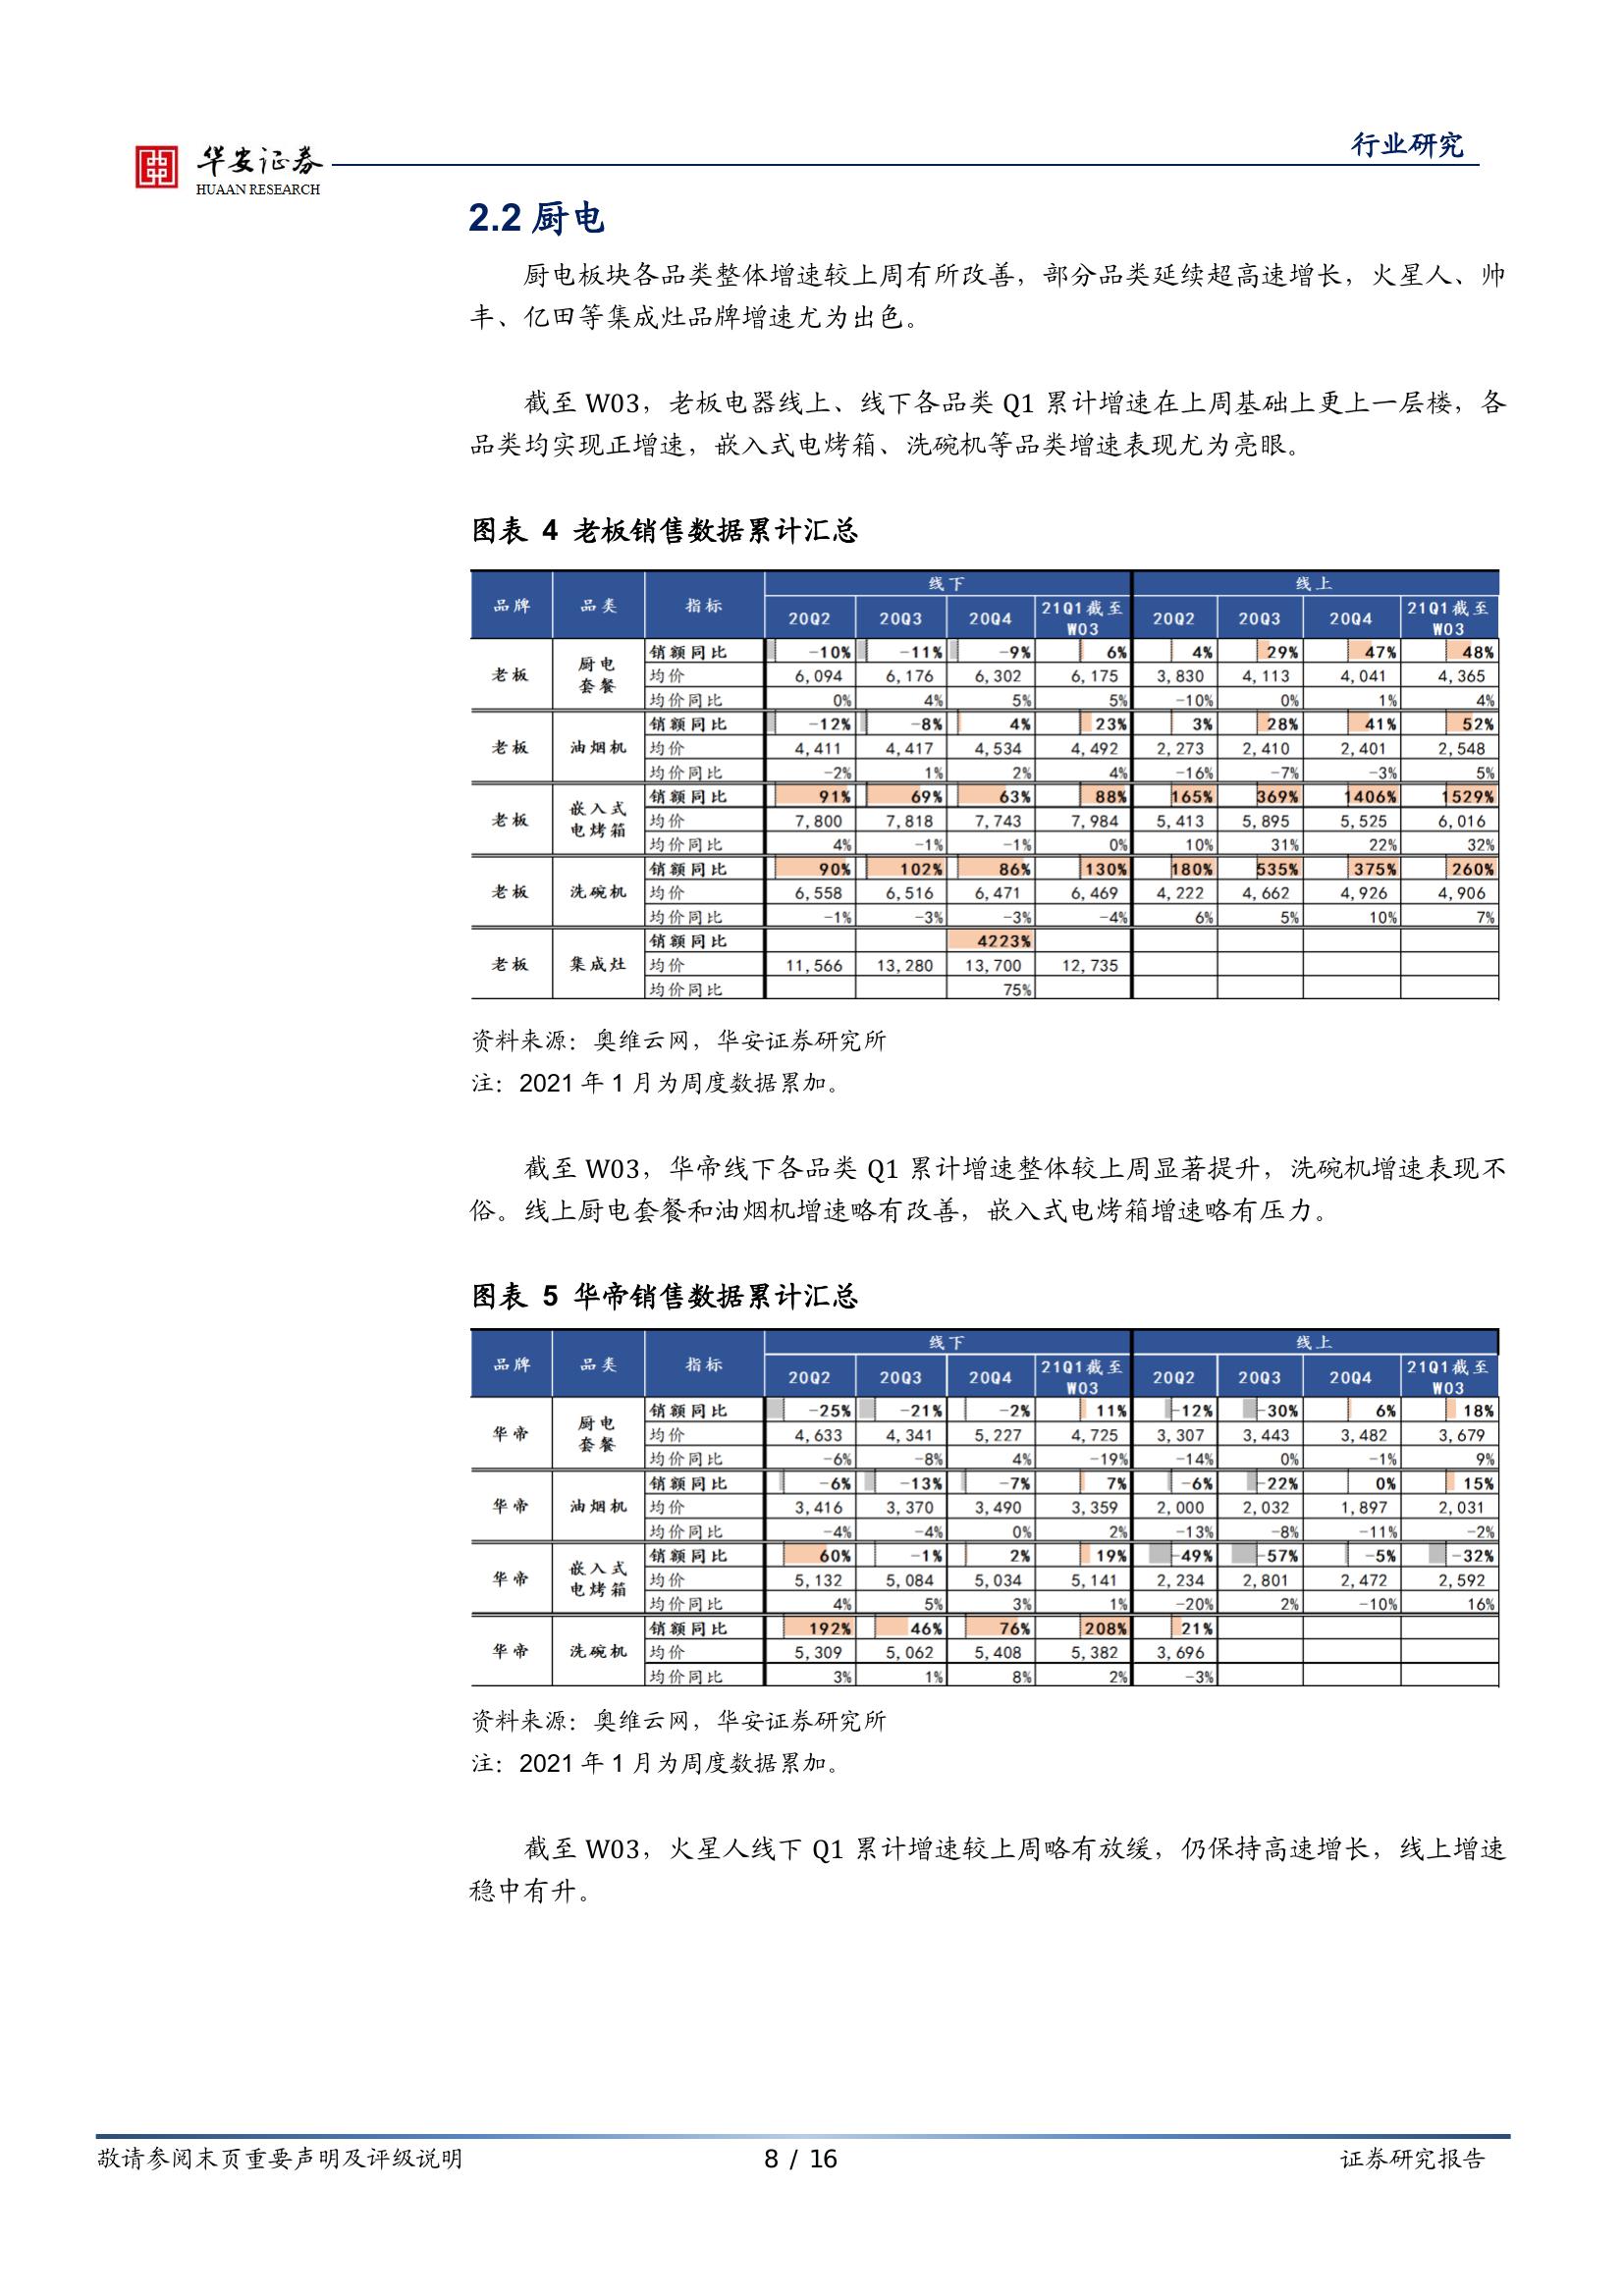 华安证券
HUAAN RESEARCH
行业研究
2.2 厨电
厨电板块各品类整体增速较上周有所改善，部分品类延续超高速增长，火星人、帅
丰、亿田等集成灶品牌增速尤为出色。
截至 W03，老板电器线上、线下各品类 Q1 累计增速在上周基础上更上一层楼，各
品类均实现正增速，嵌入式电烤箱、洗碗机等品类增速表现尤为亮眼。
图表 4 老板销售数据累计汇总
品牌 品类 指标 线下 线上
20Q2 20Q3 20Q4 21Q1截至W03 20Q2 20Q3 20Q4 21Q1截至W03
老板 厨电套餐 销额同比 -10% -11% -9% 6% 4% 29% 47% 48%
均价 6,094 6,176 6,302 6,175 3,830 4,113 4,041 4,365
均价同比 0% 4% 5% 5% -10% 0% 1% 4%
老板 油烟机 销额同比 -12% -8% 4% 23% 3% 28% 41% 52%
均价 4,411 4,417 4,534 4,492 2,273 2,410 2,401 2,548
均价同比 -2% 1% 2% 4% -16% -7% -3% 5%
老板 嵌入式电烤箱 销额同比 91% 69% 63% 88% 165% 369% 1406% 1529%
均价 7,800 7,818 7,743 7,984 5,413 5,895 5,525 6,016
均价同比 4% -1% -1% 0% 10% 31% 22% 32%
老板 洗碗机 销额同比 90% 102% 86% 130% 180% 535% 375% 260%
均价 6,558 6,516 6,471 6,469 4,222 4,662 4,926 4,906
均价同比 -1% -3% -3% -4% 6% 5% 10% 7%
老板 集成灶 销额同比 4223%
均价 11,566 13,280 13,700 12,735
均价同比 75%
资料来源：奥维云网，华安证券研究所
注：2021 年 1 月为周度数据累加。
截至 W03，华帝线下各品类 Q1 累计增速整体较上周显著提升，洗碗机增速表现不
俗。线上厨电套餐和油烟机增速略有改善，嵌入式电烤箱增速略有压力。
图表 5 华帝销售数据累计汇总
品牌 品类 指标 线下 线上
20Q2 20Q3 20Q4 21Q1截至W03 20Q2 20Q3 20Q4 21Q1截至W03
华帝 厨电套餐 销额同比 -25% -21% -2% 11% -12% -30% 6% 18%
均价 4,633 4,341 5,227 4,725 3,307 3,443 3,482 3,679
均价同比 -6% -8% 4% -19% -14% 0% -1% 9%
华帝 油烟机 销额同比 -6% -13% -7% 7% -6% -22% 0% 15%
均价 3,416 3,370 3,490 3,359 2,000 2,032 1,897 2,031
均价同比 -4% -4% 0% 2% -13% -8% -11% -2%
华帝 嵌入式电烤箱 销额同比 60% -1% 2% 19% -49% -57% -5% -32%
均价 5,132 5,084 5,034 5,141 2,234 2,801 2,472 2,592
均价同比 4% 5% 3% 1% -20% 2% -10% 16%
华帝 洗碗机 销额同比 192% 46% 76% 208% 21%
均价 5,309 5,062 5,408 5,382 3,696
均价同比 3% 1% 8% 2% -3%
资料来源：奥维云网，华安证券研究所
注：2021 年 1 月为周度数据累加。
截至 W03，火星人线下 Q1 累计增速较上周略有放缓，仍保持高速增长，线上增速
稳中有升。
敬请参阅末页重要声明及评级说明
8 / 16
证券研究报告